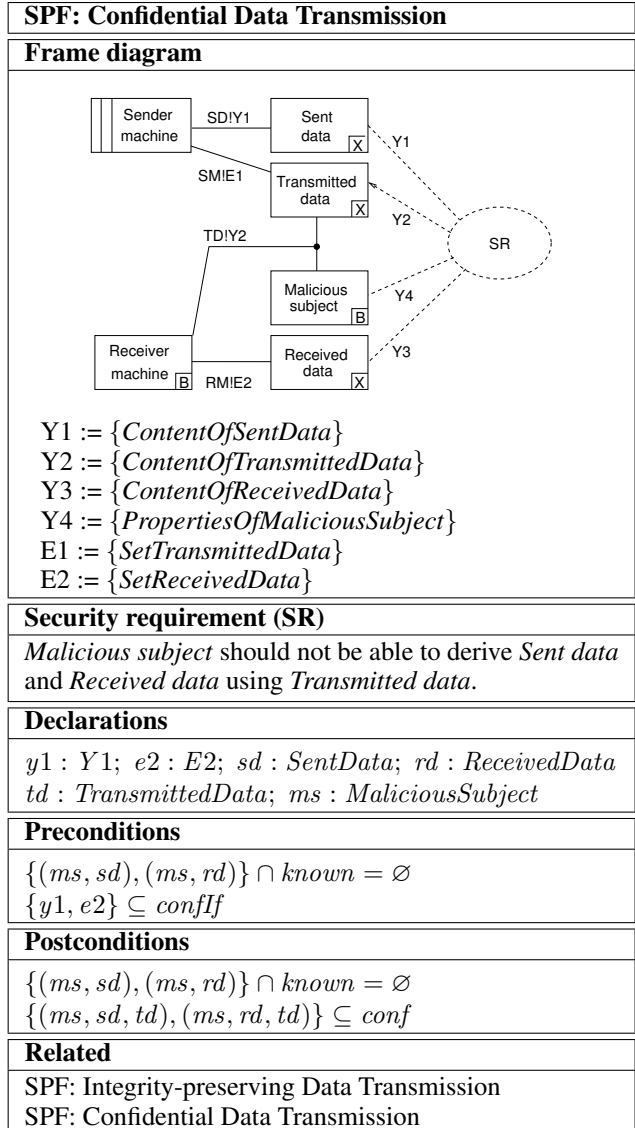 SPF: Confidential Data Transmission
Frame diagram
Sender
machine
SD!Y1
Sent
data
X
Y1
SM!E1
Transmitted
data
X
Y2
TD!Y2
SR
Malicious
subject
B
Y4
Receiver
machine
B
RM!E2
Received
data
X
Y3
Y1 := {ContentOfSentData}
Y2 := {ContentOfTransmittedData}
Y3 := {ContentOfReceivedData}
Y4 := {PropertiesOfMaliciousSubject}
E1 := {SetTransmittedData}
E2 := {SetReceivedData}
Security requirement (SR)
Malicious subject should not be able to derive Sent data
and Received data using Transmitted data.
Declarations
y1 : Y1; e2 : E2; sd : SentData; rd : ReceivedData
td : TransmittedData; ms : MaliciousSubject
Preconditions
{(ms, sd), (ms, rd)} ∩ known = ∅
{y1, e2} ⊆ confIf
Postconditions
{(ms, sd), (ms, rd)} ∩ known = ∅
{(ms, sd, td), (ms, rd, td)} ⊆ conf
Related
SPF: Integrity-preserving Data Transmission
SPF: Confidential Data Transmission